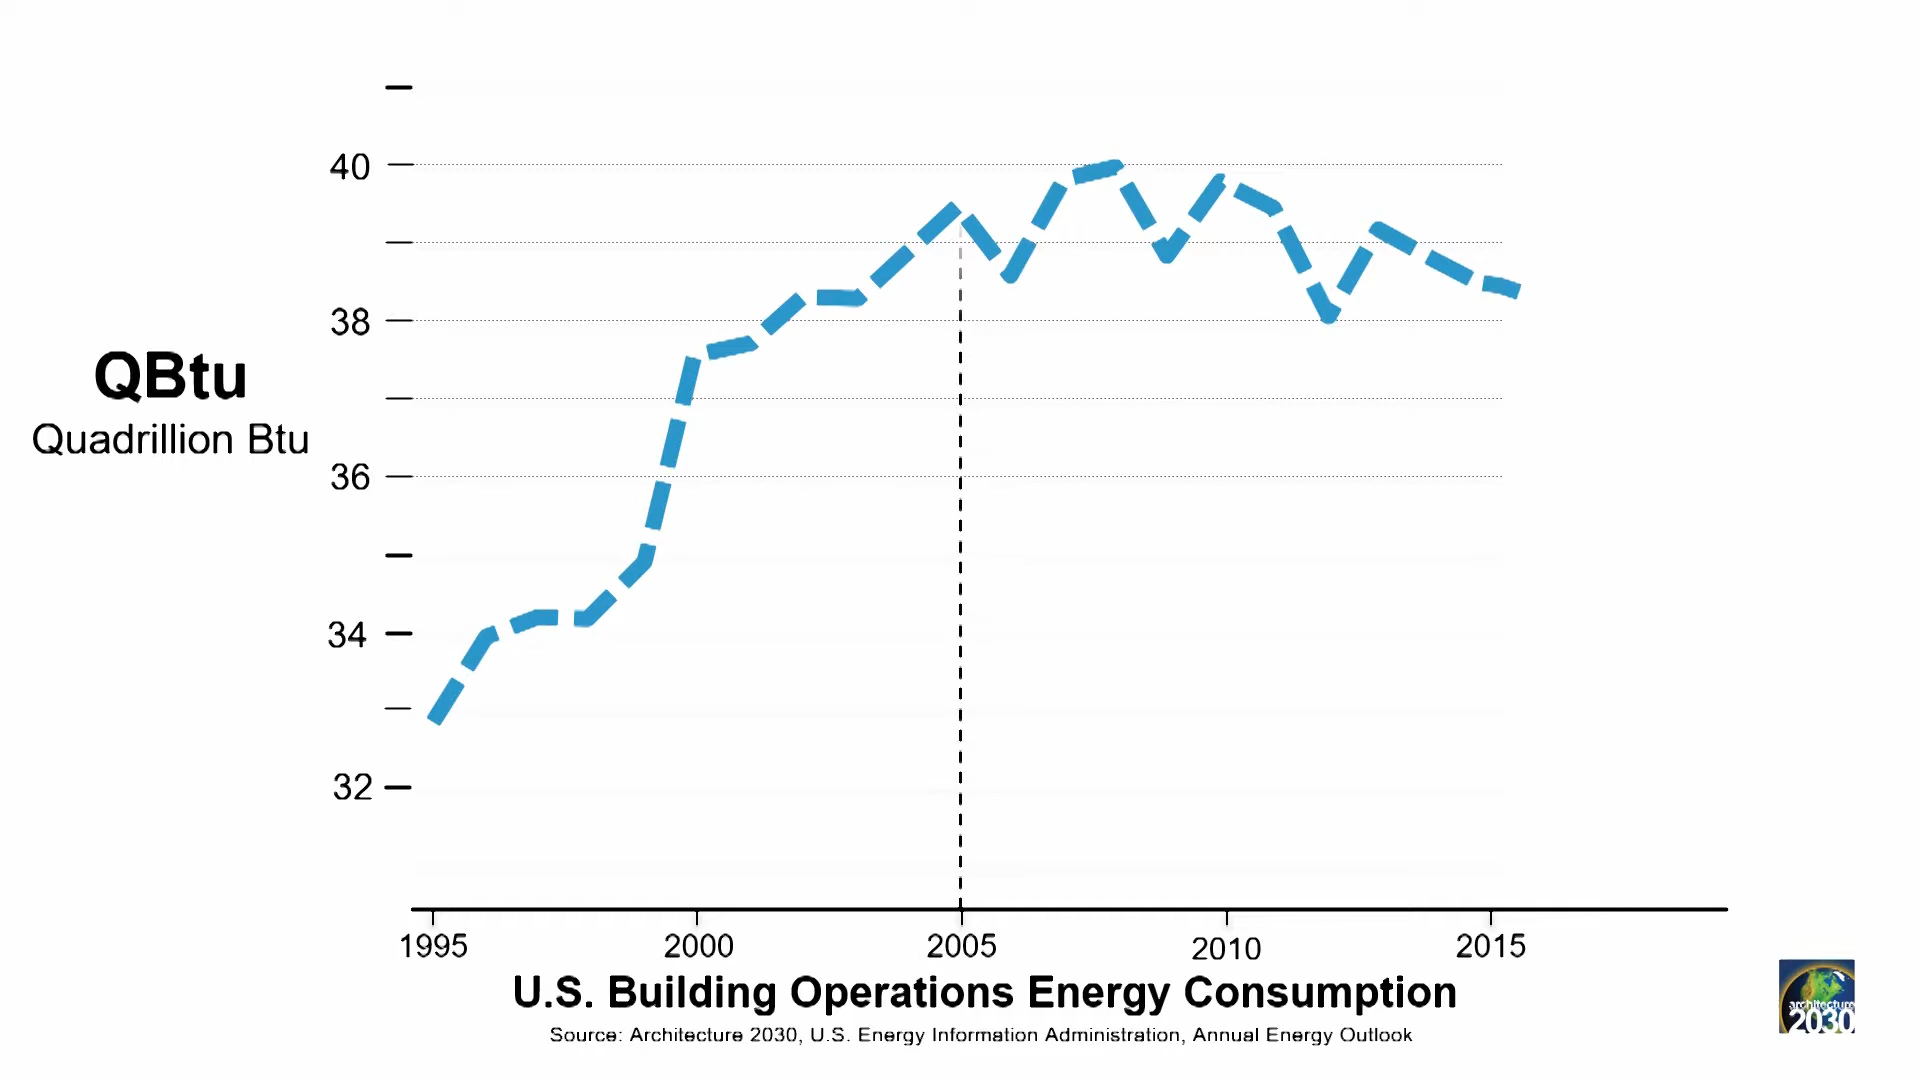 40
38
QBtu
Quadrillion Btu
36
34
32
1995 2000 2005 2010 2015
U.S. Building Operations Energy Consumption
Source: Architecture 2030, U.S. Energy Information Administration, Annual Energy Outlook
architecture
2030